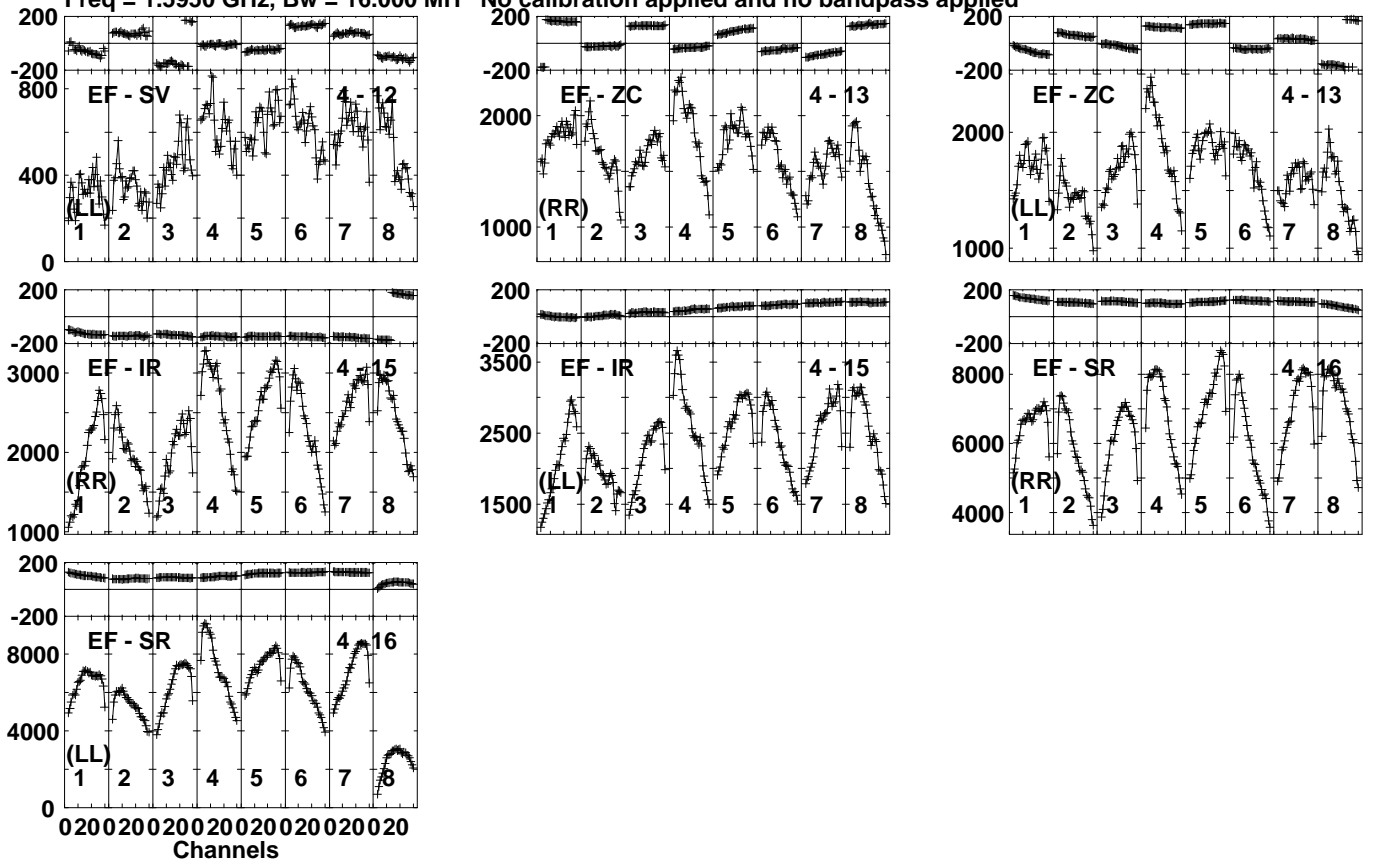 Freq = 1.5950 GHz, Bw = 16.000 MH No calibration applied and no bandpass applied
200
-200
800
400
0
EF - SV
4 - 12
(LL)
1 2 3 4 5 6 7 8
200
-200
2000
1000
EF - ZC
4 - 13
(RR)
1 2 3 4 5 6 7 8
200
-200
2000
1000
EF - ZC
4 - 13
(LL)
1 2 3 4 5 6 7 8
200
-200
3000
2000
1000
EF - IR
4 - 15
(RR)
1 2 3 4 5 6 7 8
200
-200
3500
2500
1500
EF - IR
4 - 15
(LL)
1 2 3 4 5 6 7 8
200
-200
8000
6000
4000
EF - SR
4 - 16
(RR)
1 2 3 4 5 6 7 8
200
-200
8000
4000
0
EF - SR
4 - 16
(LL)
1 2 3 4 5 6 7 8
0 20 0 20 0 20 0 20 0 20 0 20 0 20 0 20
Channels